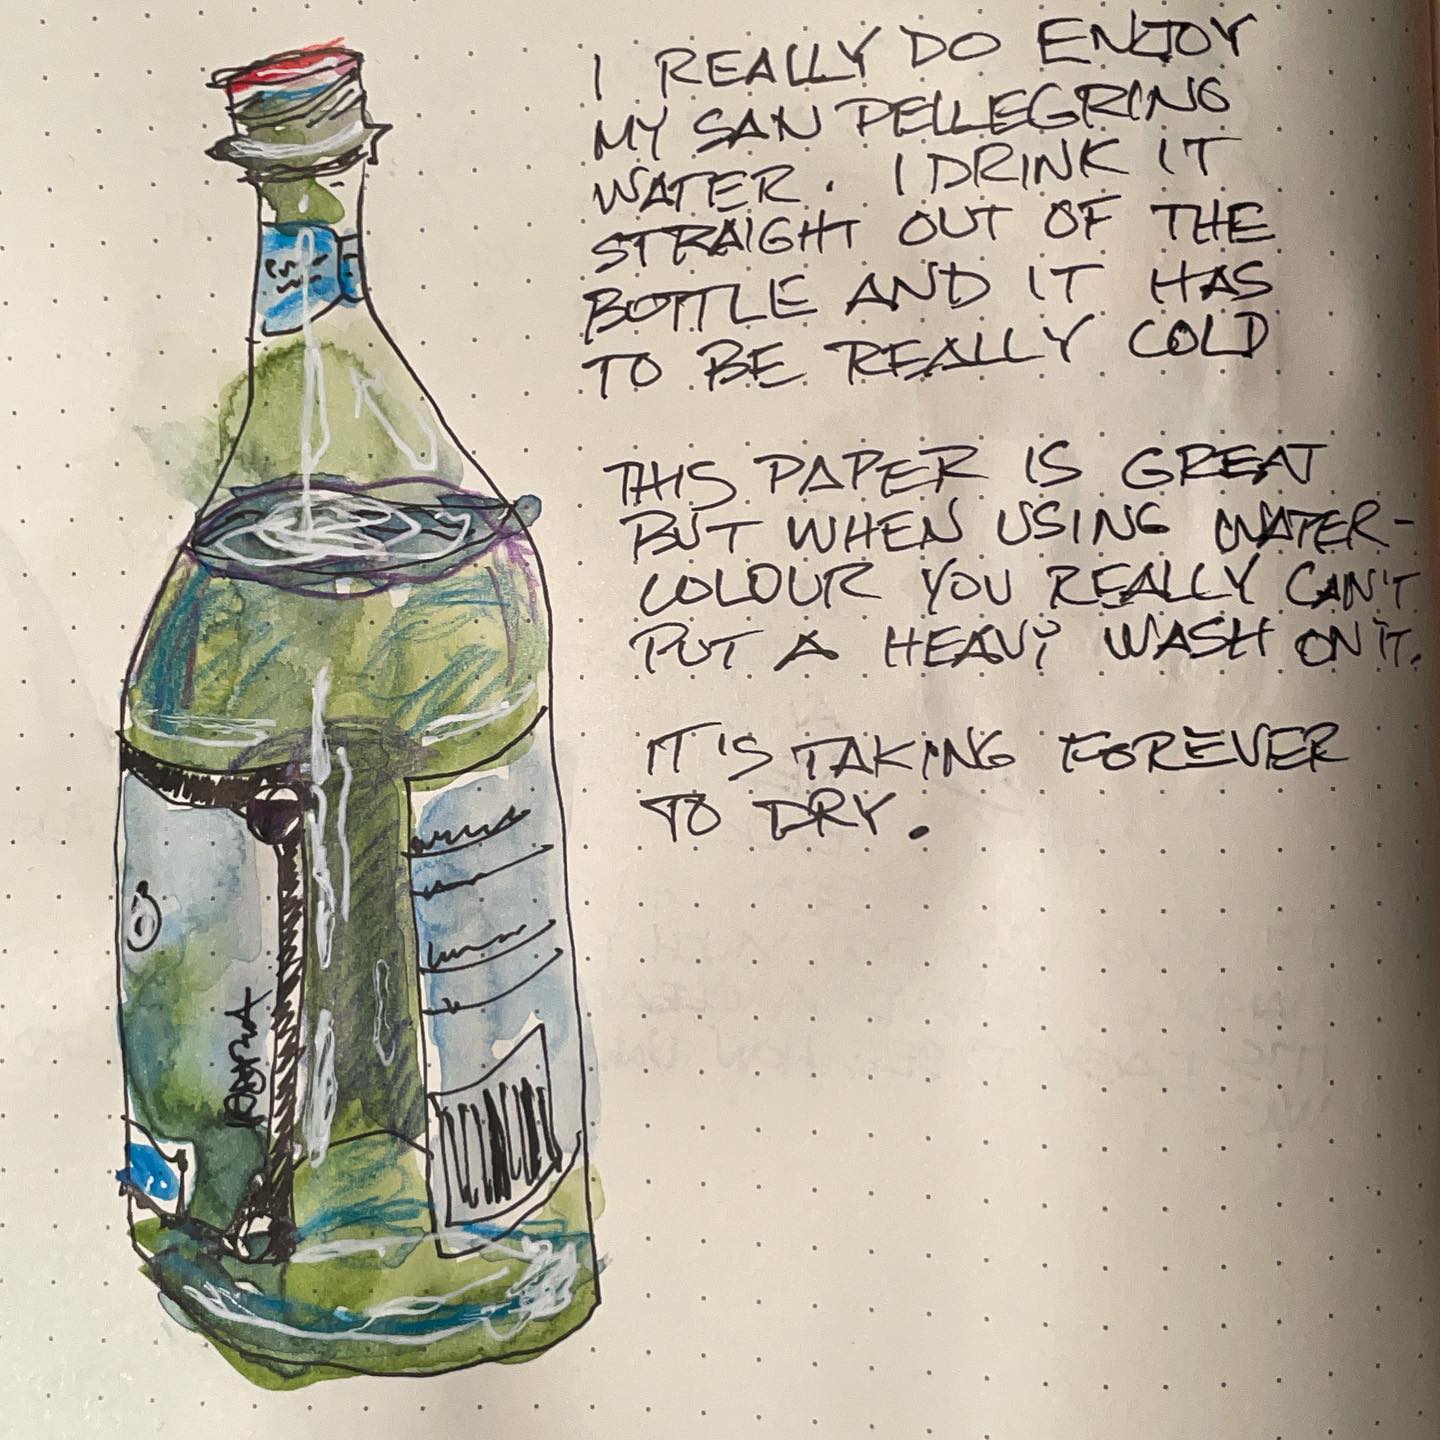 I REALLY DO ENJOY
MY SAN PELLEGRINO
WATER. I DRINK IT
STRAIGHT OUT OF THE
BOTTLE AND IT HAS
TO BE REALLY COLD
THIS PAPER IS GREAT
BUT WHEN USING WATER-
COLOUR YOU REALLY CAN'T
PUT A HEAVY WASH ON IT.
IT'S TAKING FOREVER
TO DRY.